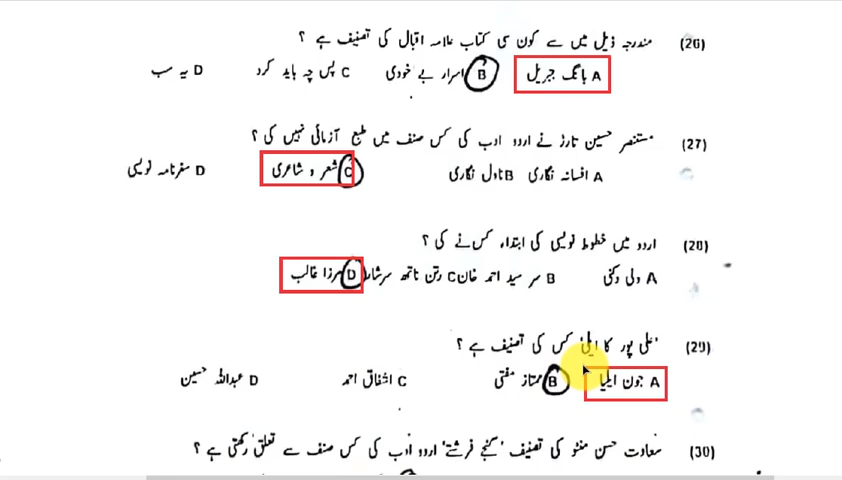 (26) مندرجہ ذیل میں سے کون سی کتاب علامہ اقبال کی تصنیف ہے ؟
A بانگ جبریل B اسرار بے خودی C پس چہ باید کرد D یہ سب
(27) مستنصر حسین تارڑ نے اردو ادب کی کس صنف میں طبع آزمائی نہیں کی ؟
A افسانہ نگاری B ناول نگاری C شعر و شاعری D سفرنامہ نویسی
(28) اردو میں خطوط نویسی کی ابتداء کس نے کی ؟
A ولی دکنی B سر سید احمد خان C رتن ناتھ سرشار D مرزا غالب
(29) 'علی پور کا ایلی' کس کی تصنیف ہے ؟
A جون ایلیا B ممتاز مفتی C اشفاق احمد D عبداللہ حسین
(30) سعادت حسن منٹو کی تصنیف 'گنجے فرشتے' اردو ادب کی کس صنف سے تعلق رکھتی ہے ؟